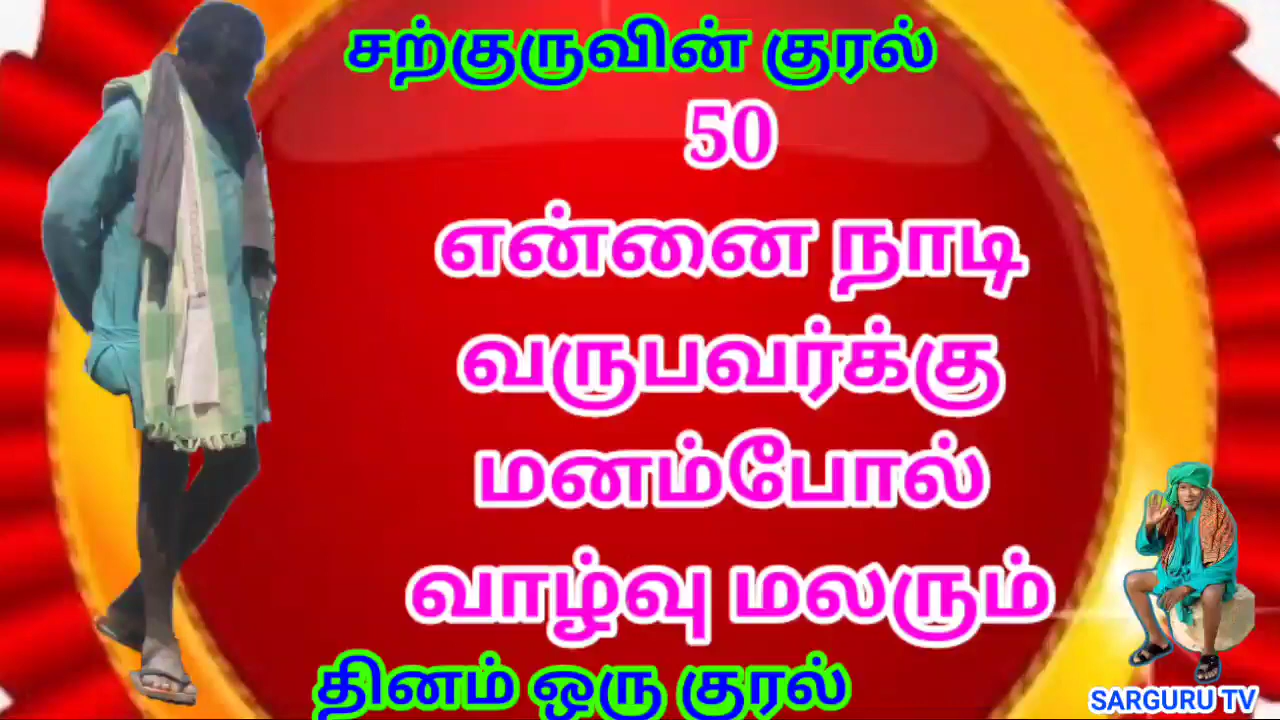 சற்குருவின் குரல்
50
என்னை நாடி
வருபவர்க்கு
மனம்போல்
வாழ்வு மலரும்
தினம் ஒரு குரல்
SARGURU TV